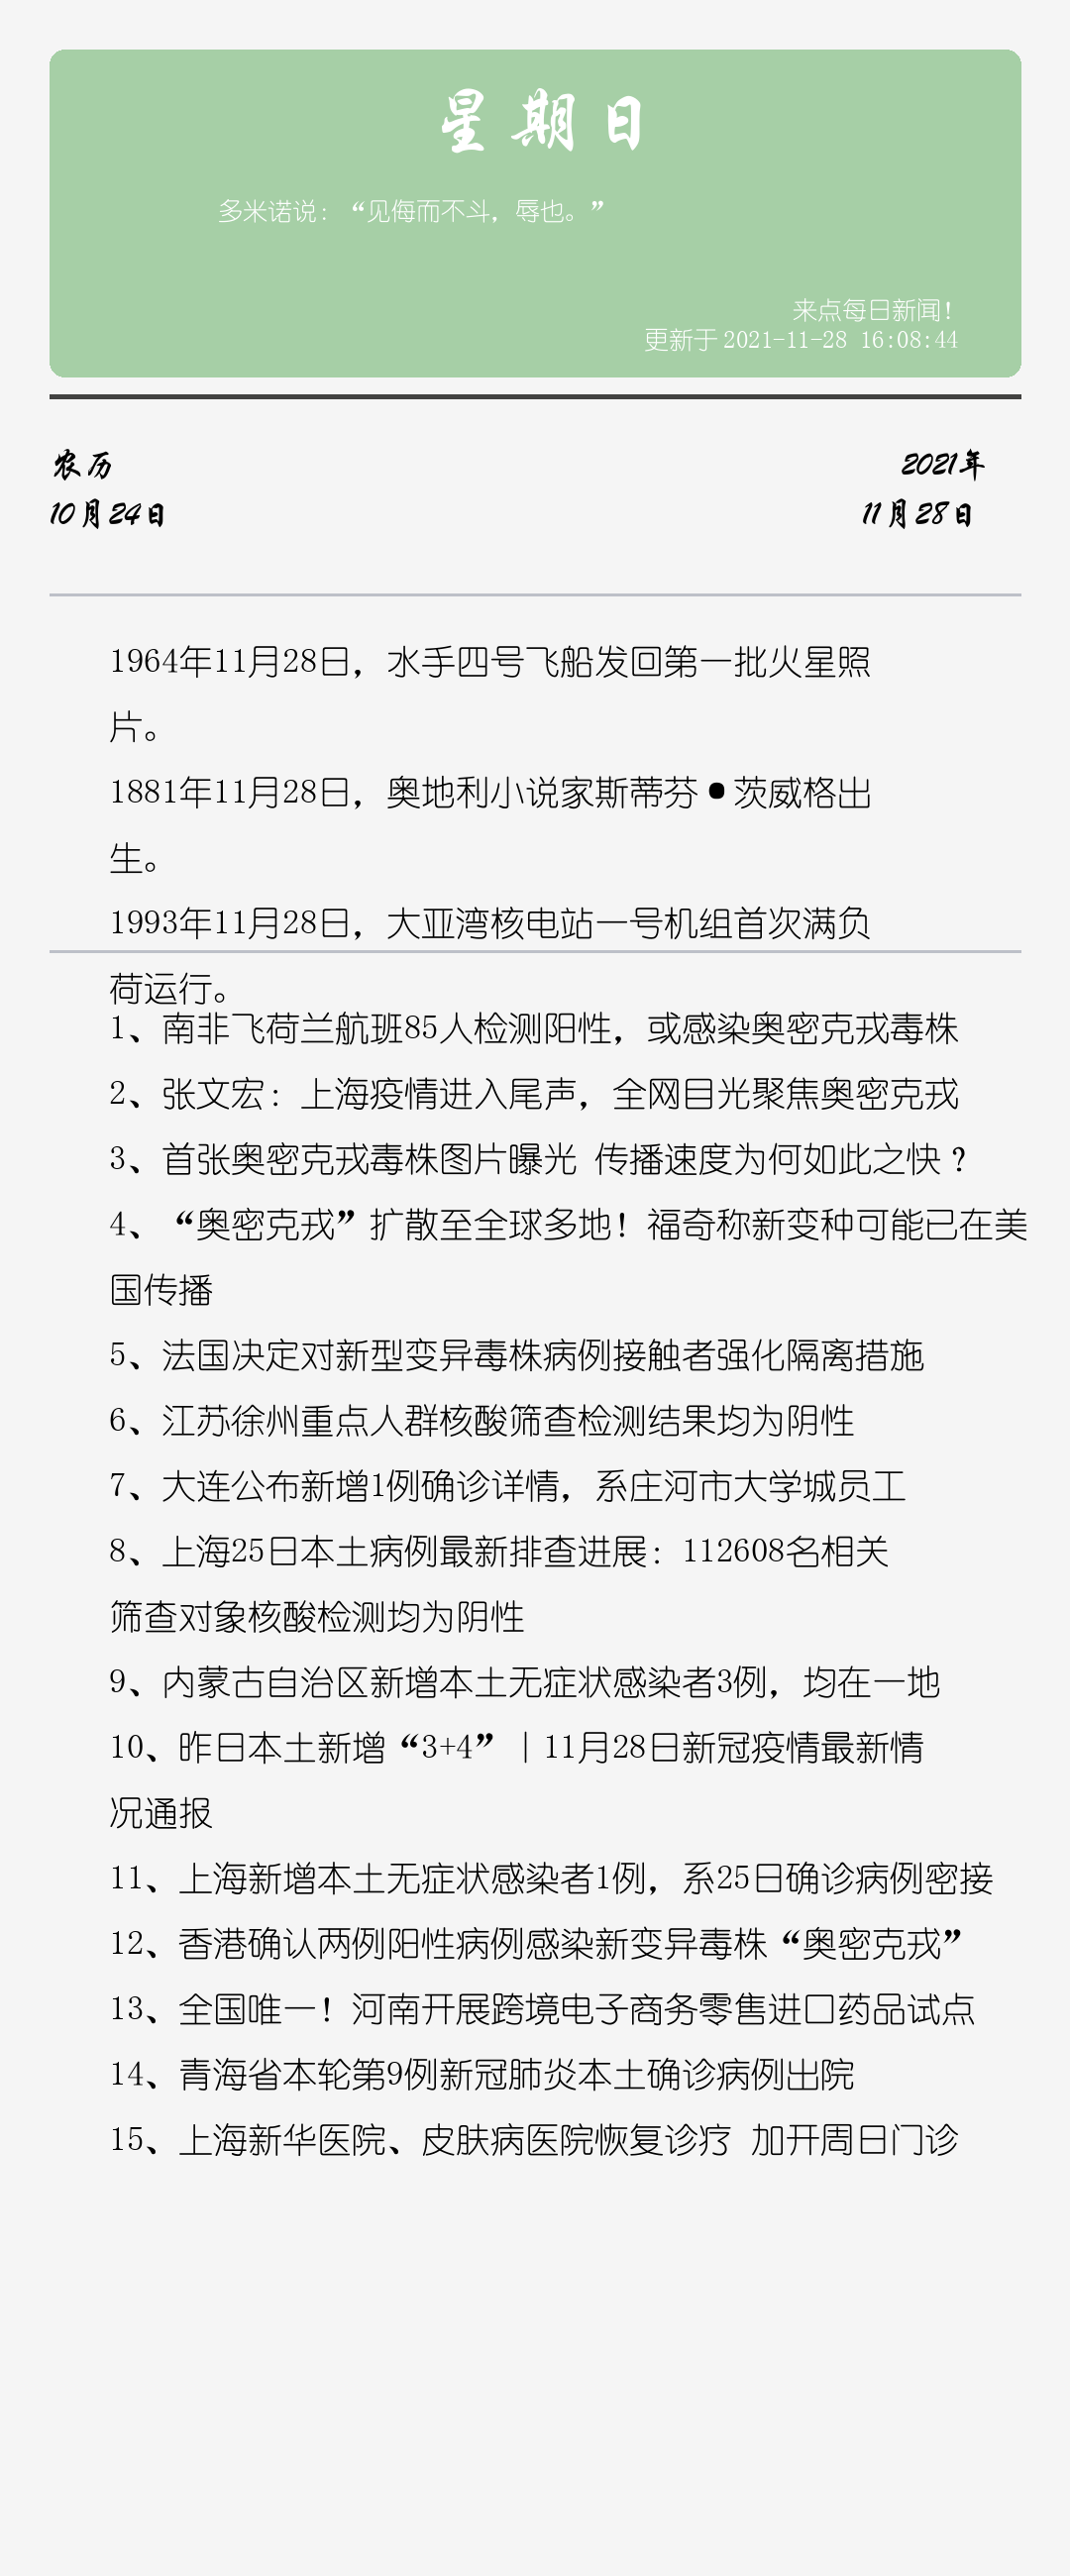 星期日
多米诺说：“见侮而不斗，辱也。”
来点每日新闻！
更新于 2021-11-28 16:08:44
农历
2021年
10月24日
11月28日
1964年11月28日，水手四号飞船发回第一批火星照
片。
1881年11月28日，奥地利小说家斯蒂芬●茨威格出
生。
1993年11月28日，大亚湾核电站一号机组首次满负
荷运行。
1、南非飞荷兰航班85人检测阳性，或感染奥密克戎毒株
2、张文宏：上海疫情进入尾声，全网目光聚焦奥密克戎
3、首张奥密克戎毒株图片曝光 传播速度为何如此之快？
4、“奥密克戎”扩散至全球多地！福奇称新变种可能已在美
国传播
5、法国决定对新型变异毒株病例接触者强化隔离措施
6、江苏徐州重点人群核酸筛查检测结果均为阴性
7、大连公布新增1例确诊详情，系庄河市大学城员工
8、上海25日本土病例最新排查进展：112608名相关
筛查对象核酸检测均为阴性
9、内蒙古自治区新增本土无症状感染者3例，均在一地
10、昨日本土新增“3+4”｜11月28日新冠疫情最新情
况通报
11、上海新增本土无症状感染者1例，系25日确诊病例密接
12、香港确认两例阳性病例感染新变异毒株“奥密克戎”
13、全国唯一！河南开展跨境电子商务零售进口药品试点
14、青海省本轮第9例新冠肺炎本土确诊病例出院
15、上海新华医院、皮肤病医院恢复诊疗 加开周日门诊